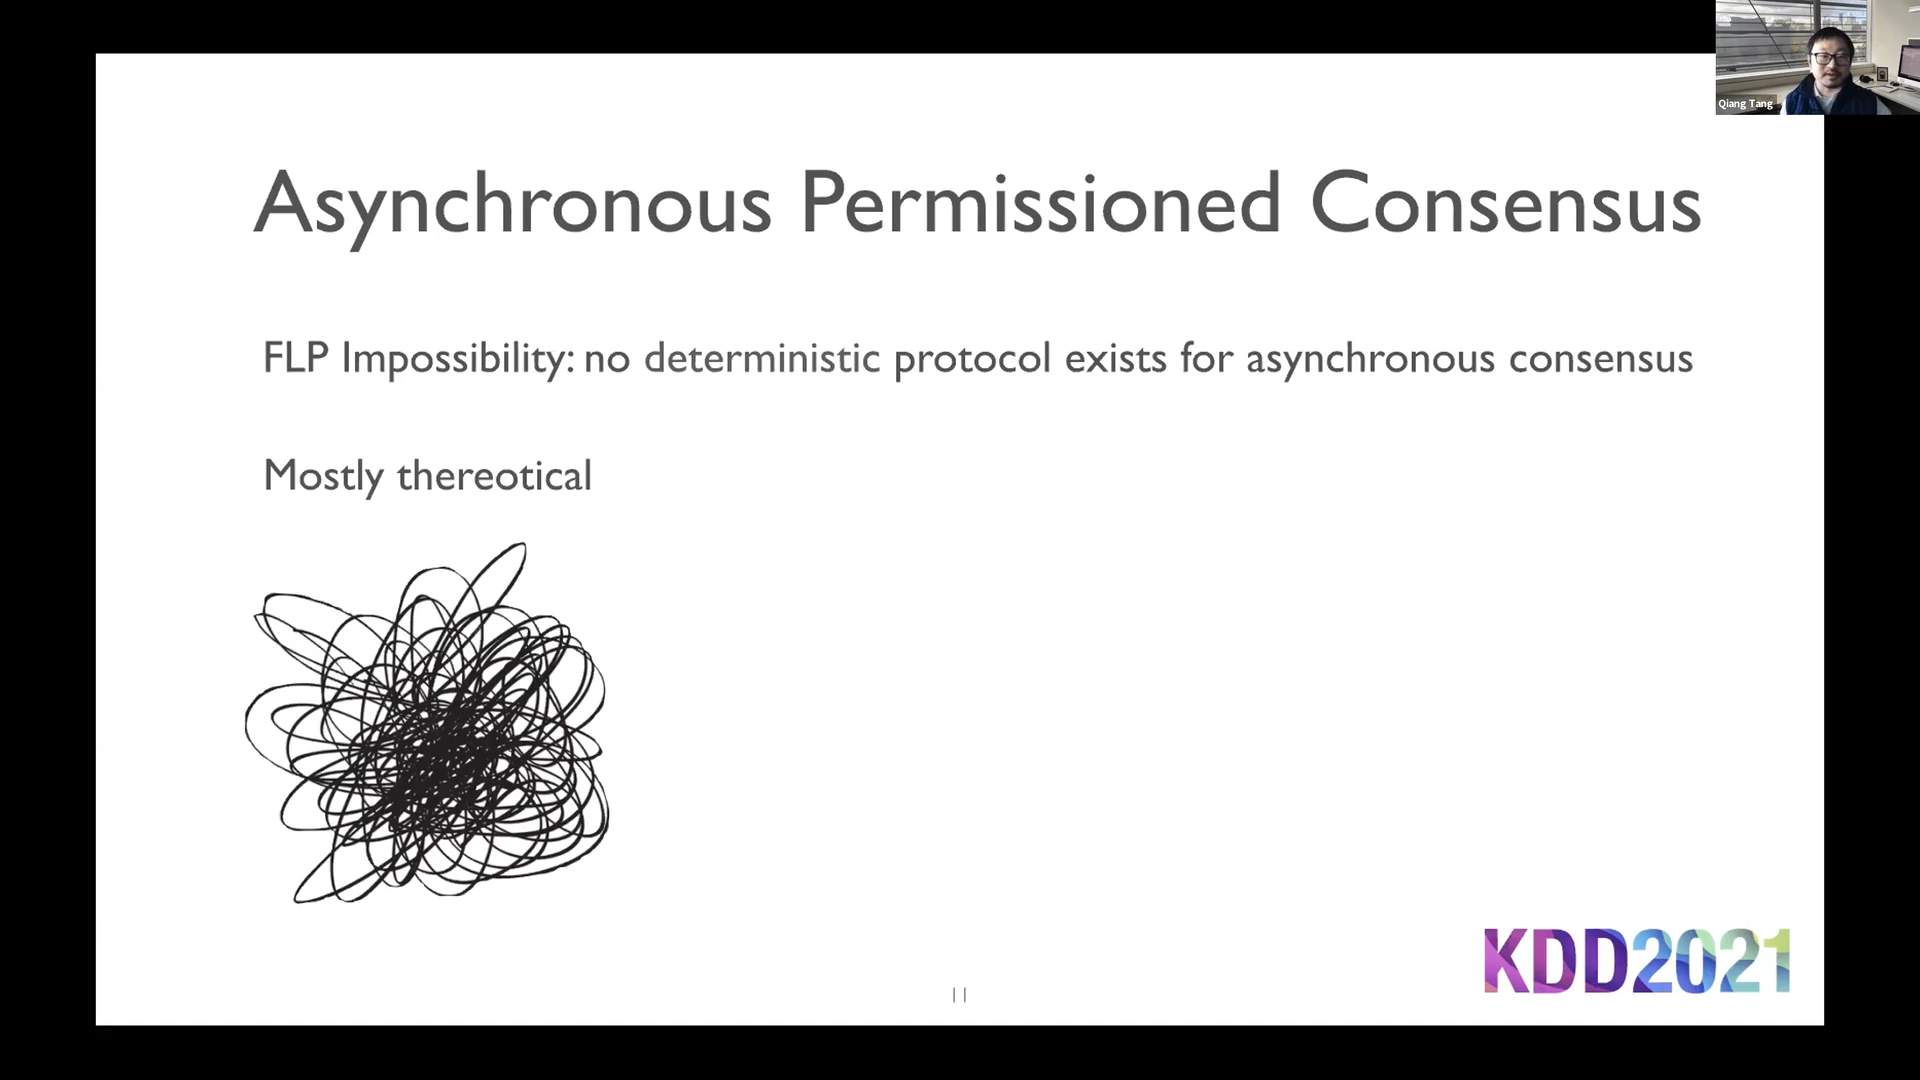 Qiang Tang
Asynchronous Permissioned Consensus
FLP Impossibility: no deterministic protocol exists for asynchronous consensus
Mostly thereotical
KDD2021
11